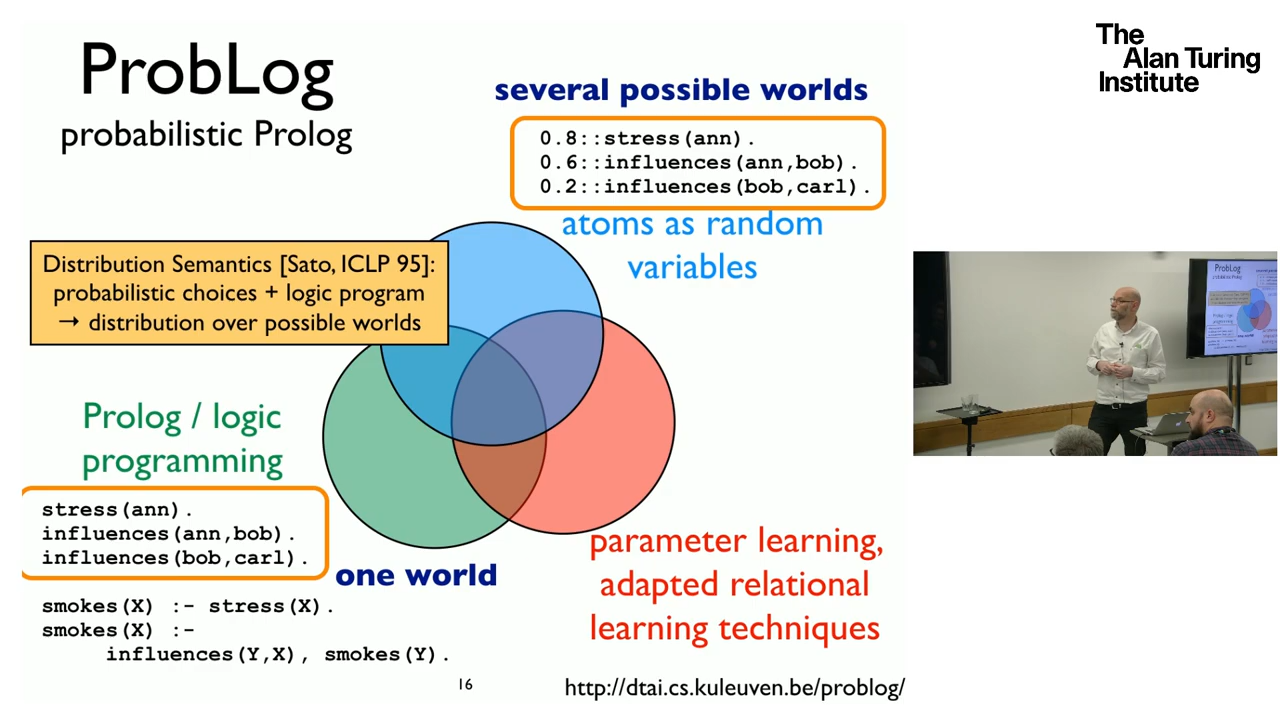 ProbLog
probabilistic Prolog
The
Alan Turing
Institute
several possible worlds
0.8::stress(ann).
0.6::influences(ann,bob).
0.2::influences(bob,carl).
atoms as random
variables
Distribution Semantics [Sato, ICLP 95]:
probabilistic choices + logic program
→ distribution over possible worlds
Prolog / logic
programming
stress(ann).
influences(ann,bob).
influences(bob,carl).
one world
smokes(X) :- stress(X).
smokes(X) :-
influences(Y,X), smokes(Y).
parameter learning,
adapted relational
learning techniques
16
http://dtai.cs.kuleuven.be/problog/
ProbLog
probabilistic Prolog